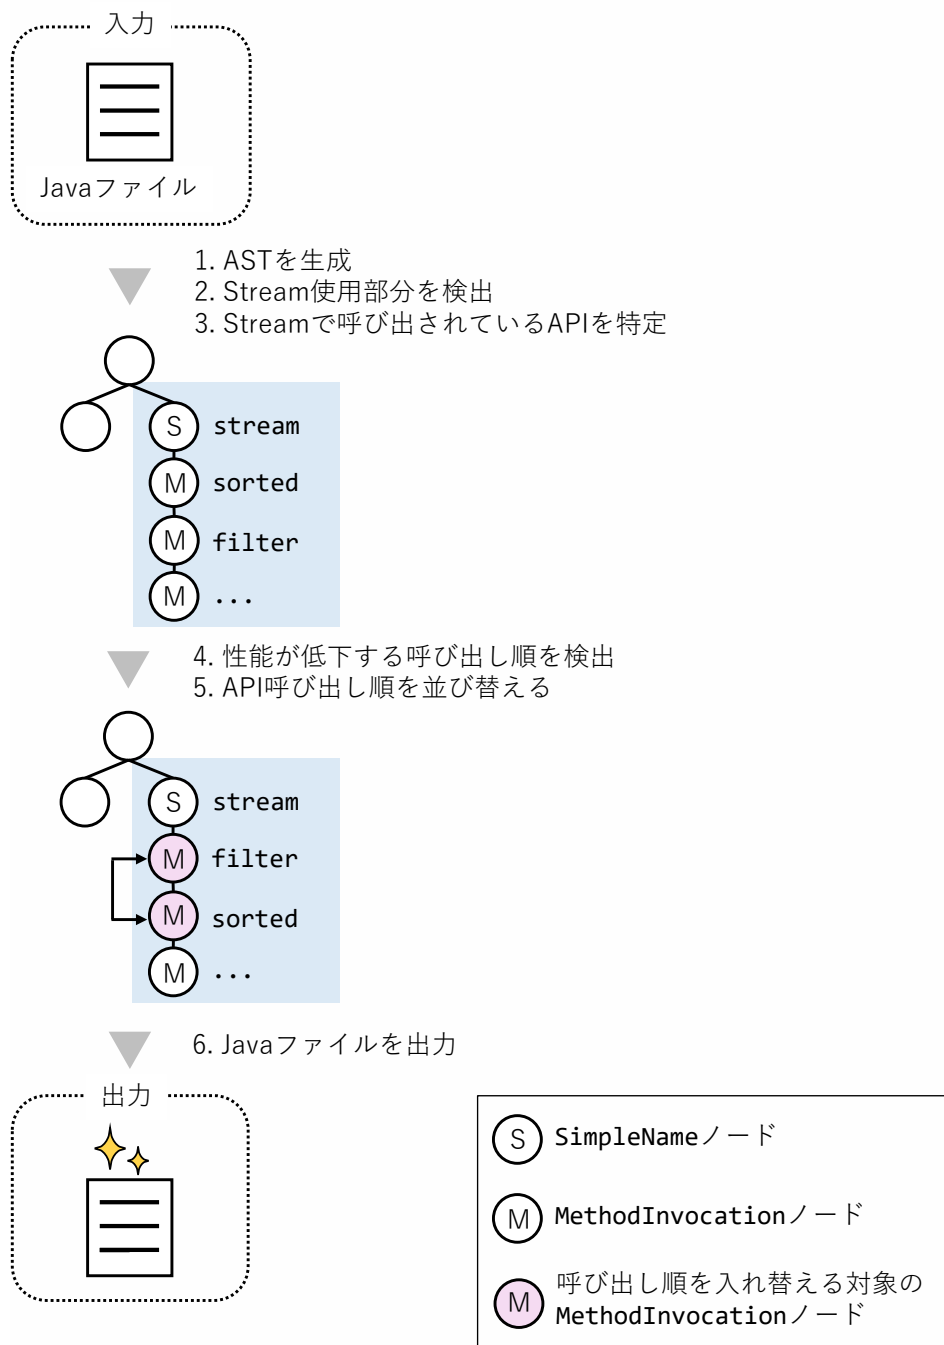 入力
Javaファイル
1. ASTを生成
2. Stream使用部分を検出
3. Streamで呼び出されているAPIを特定
S stream
M sorted
M filter
M ...
4. 性能が低下する呼び出し順を検出
5. API呼び出し順を並び替える
S stream
M filter
M sorted
M ...
6. Javaファイルを出力
出力
S SimpleNameノード
M MethodInvocationノード
M 呼び出し順を入れ替える対象の
MethodInvocationノード